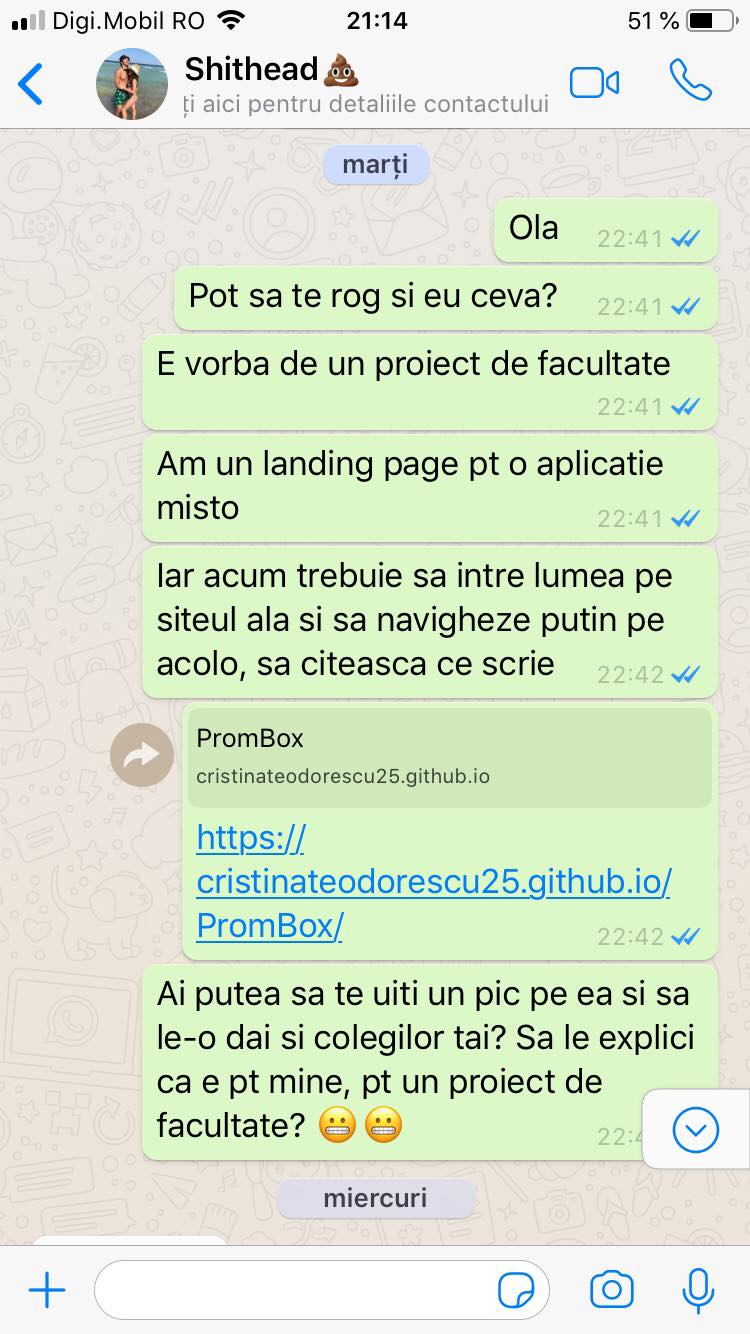 Digi.Mobil RO 21:14 51 %
Shithead💩
ți aici pentru detaliile contactului
marți
Ola 22:41
Pot sa te rog si eu ceva? 22:41
E vorba de un proiect de facultate
22:41
Am un landing page pt o aplicatie
misto 22:41
Iar acum trebuie sa intre lumea pe
siteul ala si sa navigheze putin pe
acolo, sa citeasca ce scrie 22:42
PromBox
cristinateodorescu25.github.io
https://
cristinateodorescu25.github.io/
PromBox/ 22:42
Ai putea sa te uiti un pic pe ea si sa
le-o dai si colegilor tai? Sa le explici
ca e pt mine, pt un proiect de
facultate? 😬😬 22:4
miercuri